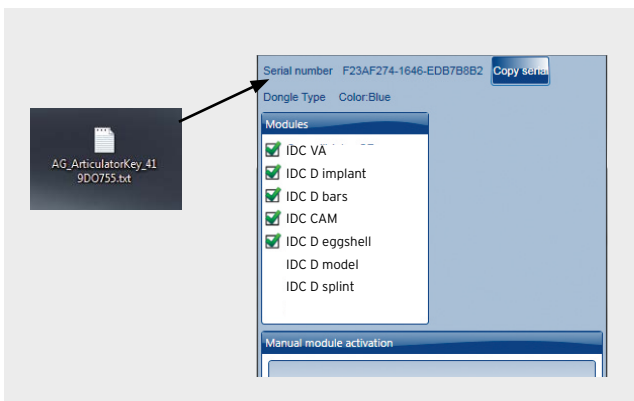 AG_ArticulatorKey_41
9DO755.txt
Serial number F23AF274-1646-EDB7B8B2 Copy serial
Dongle Type Color:Blue
Modules
IDC VA
IDC D implant
IDC D bars
IDC CAM
IDC D eggshell
IDC D model
IDC D splint
Manual module activation